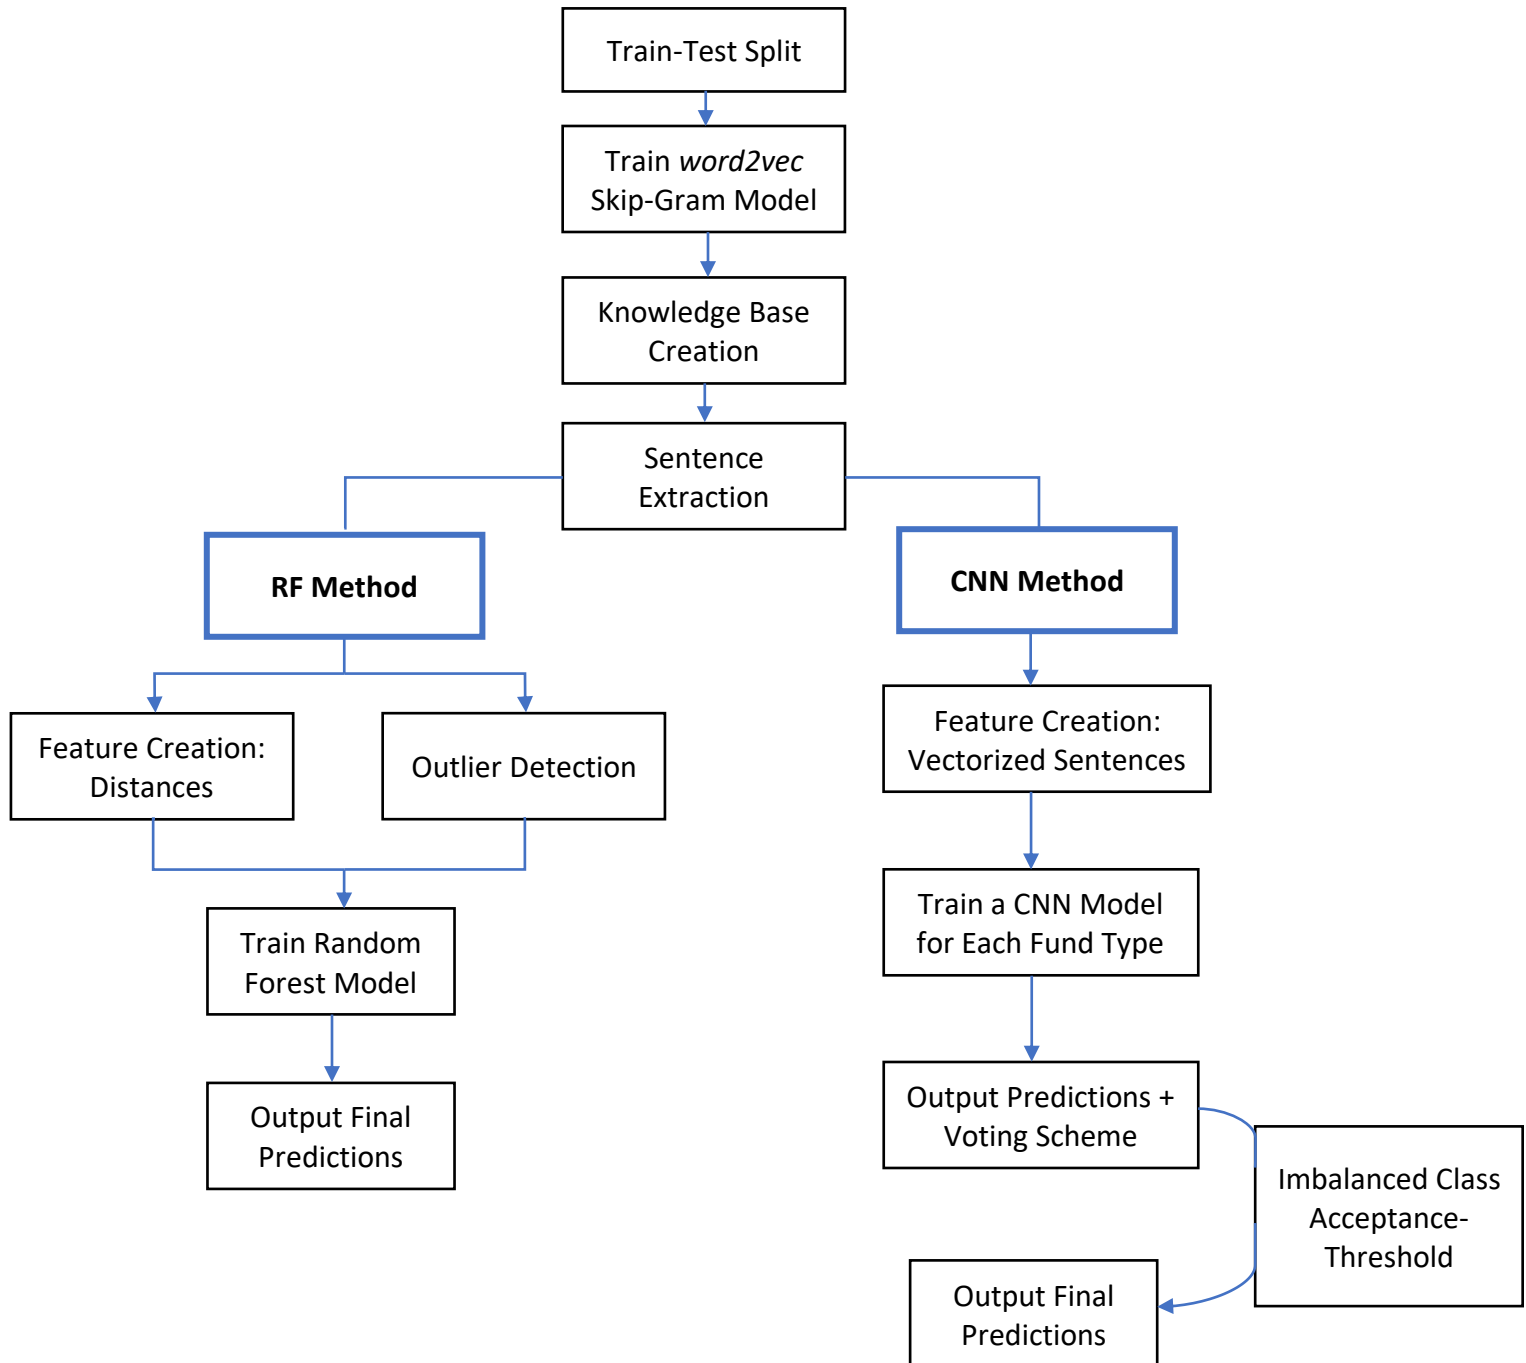 Train-Test Split
Train word2vec
Skip-Gram Model
Knowledge Base
Creation
Sentence
Extraction
RF Method
CNN Method
Feature Creation:
Distances
Outlier Detection
Train Random
Forest Model
Output Final
Predictions
Feature Creation:
Vectorized Sentences
Train a CNN Model
for Each Fund Type
Output Predictions +
Voting Scheme
Imbalanced Class
Acceptance-
Threshold
Output Final
Predictions